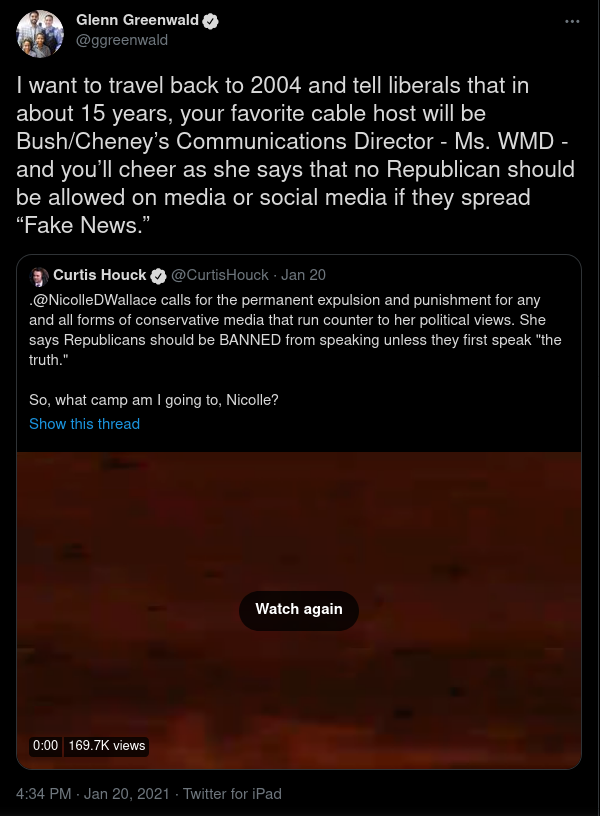 Glenn Greenwald
@ggreenwald
I want to travel back to 2004 and tell liberals that in
about 15 years, your favorite cable host will be
Bush/Cheney’s Communications Director - Ms. WMD -
and you’ll cheer as she says that no Republican should
be allowed on media or social media if they spread
“Fake News.”
Curtis Houck @CurtisHouck · Jan 20
.@NicolleDWallace calls for the permanent expulsion and punishment for any
and all forms of conservative media that run counter to her political views. She
says Republicans should be BANNED from speaking unless they first speak "the
truth."
So, what camp am I going to, Nicolle?
Show this thread
Watch again
0:00 169.7K views
4:34 PM · Jan 20, 2021 · Twitter for iPad